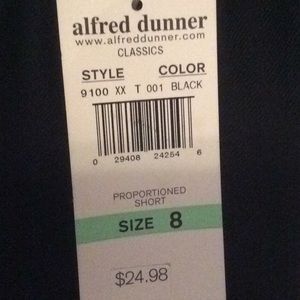 alfred dunner
www.alfreddunner.com
CLASSICS
STYLE COLOR
9100 XX T 001 BLACK
0 29408 24254 6
PROPORTIONED
SHORT
SIZE 8
$24.98